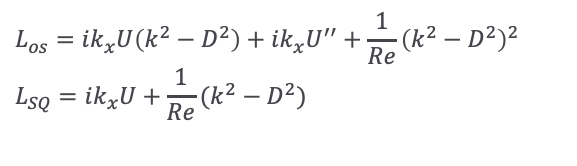 L_{os} = ik_xU(k^2 − D^2) + ik_xU'' + \frac{1}{Re}(k^2 − D^2)^2
L_{SQ} = ik_xU + \frac{1}{Re}(k^2 − D^2)